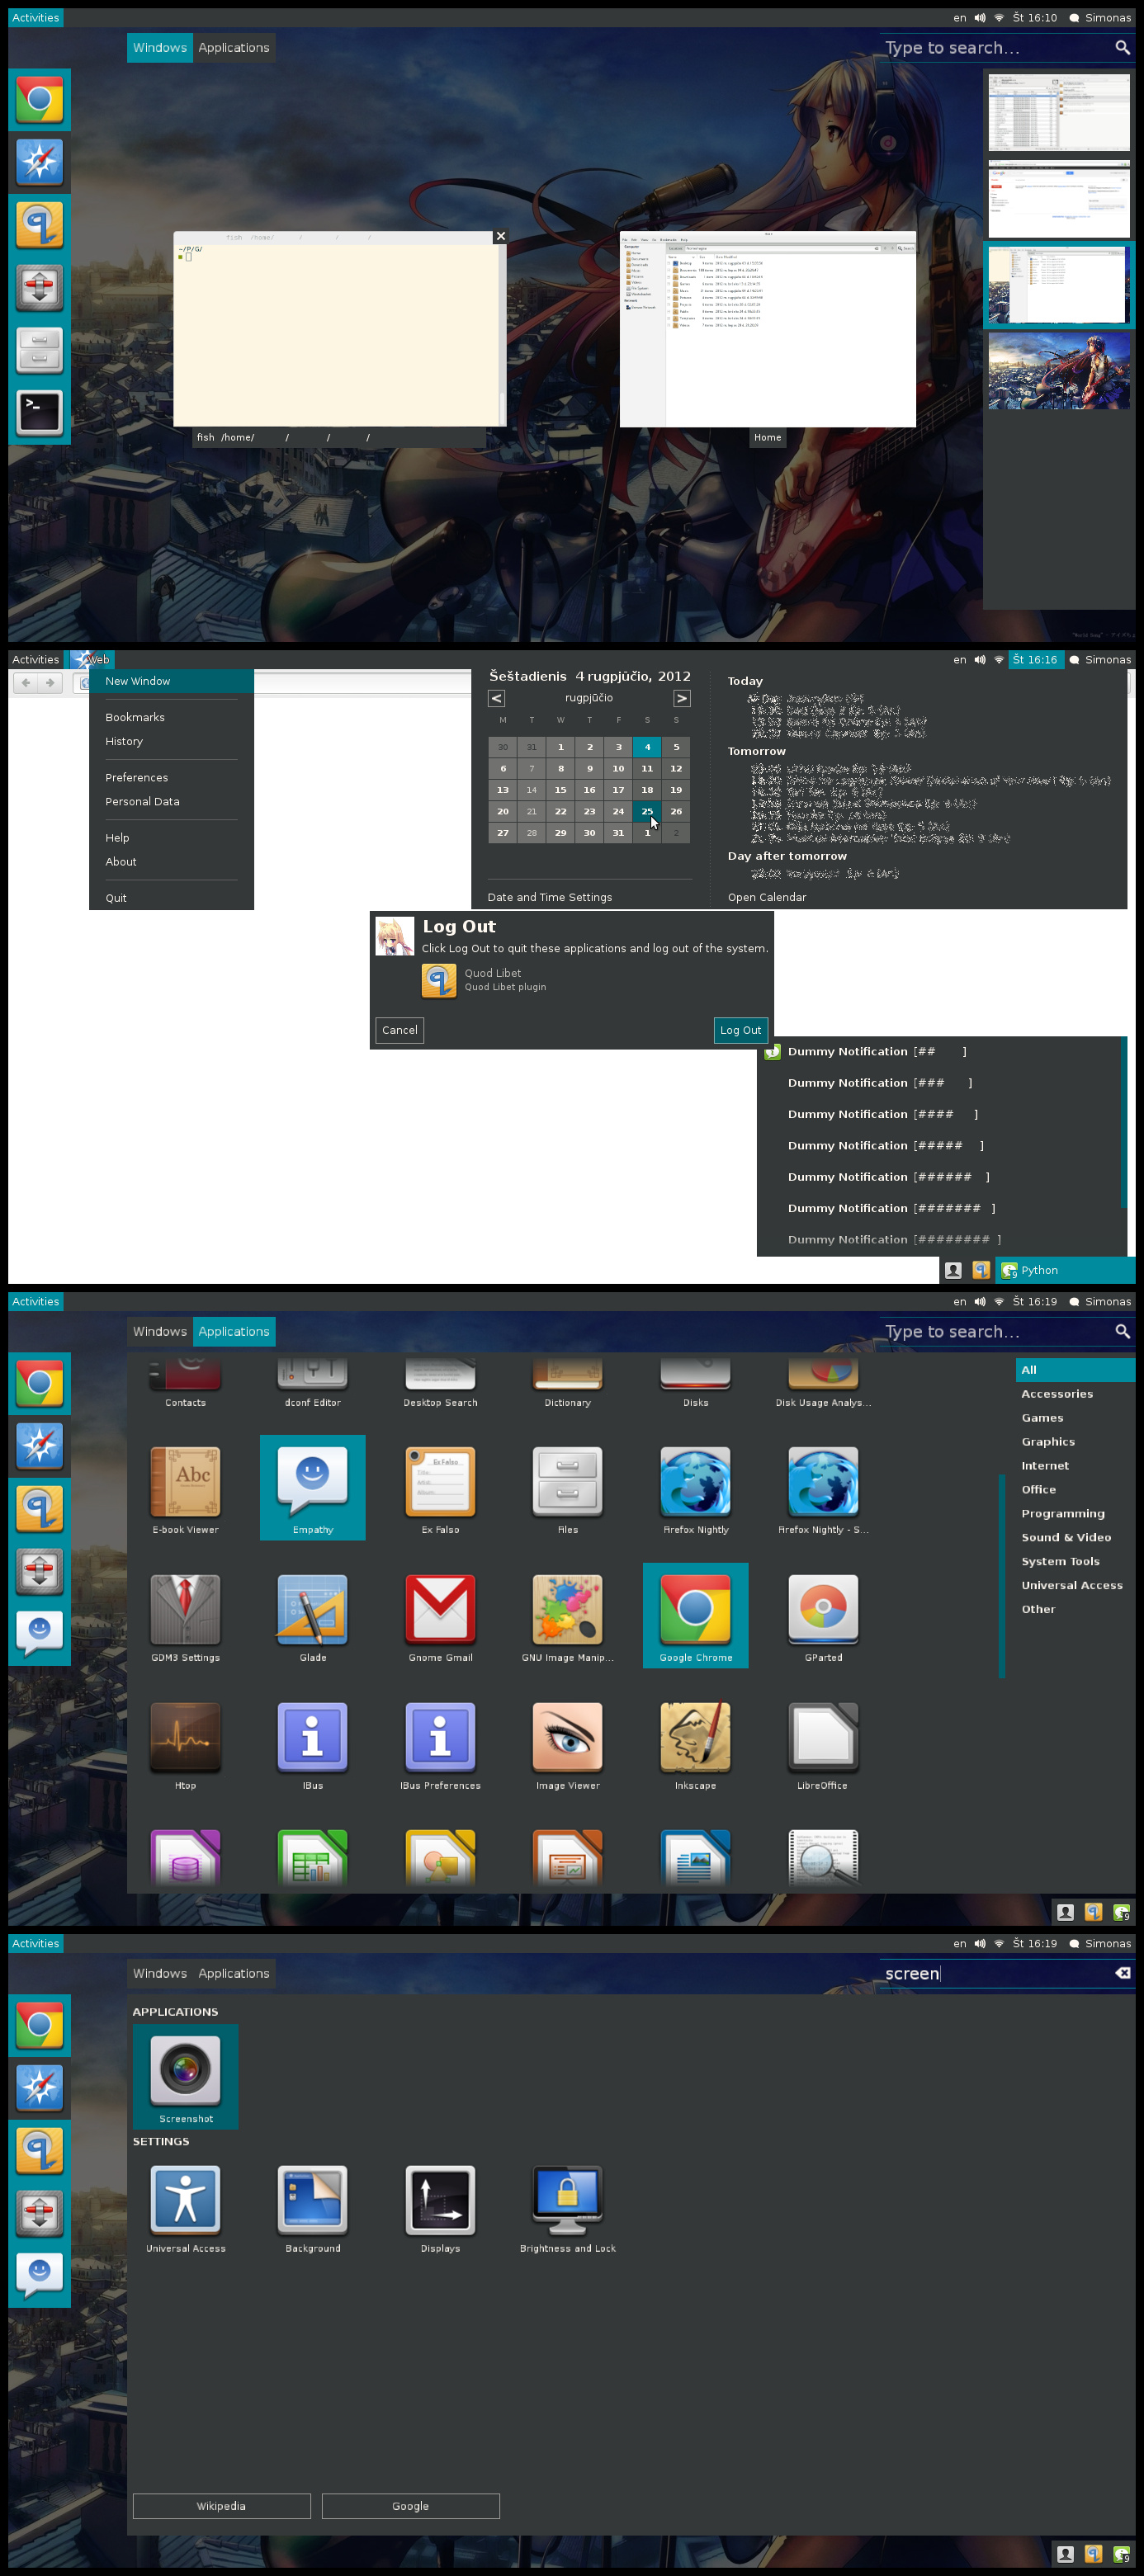 Activities
en Št 16:10 Simonas
Windows Applications
Type to search...
fish /home/ / / /
~/P/G/
fish /home/ / / /
Home
Activities Web
en Št 16:16 Simonas
New Window
Bookmarks
History
Preferences
Personal Data
Help
About
Quit
Šeštadienis 4 rugpjūčio, 2012
< rugpjūčio >
M T W T F S S
30 31 1 2 3 4 5
6 7 8 9 10 11 12
13 14 15 16 17 18 19
20 21 22 23 24 25 26
27 28 29 30 31 1 2
Date and Time Settings
Today
Tomorrow
Day after tomorrow
Open Calendar
Log Out
Click Log Out to quit these applications and log out of the system.
Quod Libet
Quod Libet plugin
Cancel Log Out
Dummy Notification [## ]
Dummy Notification [### ]
Dummy Notification [#### ]
Dummy Notification [##### ]
Dummy Notification [###### ]
Dummy Notification [####### ]
Dummy Notification [######## ]
9 Python
Activities
en Št 16:19 Simonas
Windows Applications
Type to search...
Contacts dconf Editor Desktop Search Dictionary Disks Disk Usage Analys...
Abc
Ex Falso
E-book Viewer Empathy Ex Falso Files Firefox Nightly Firefox Nightly - S...
GDM3 Settings Glade Gnome Gmail GNU Image Manip... Google Chrome GParted
Htop IBus IBus Preferences Image Viewer Inkscape LibreOffice
All
Accessories
Games
Graphics
Internet
Office
Programming
Sound & Video
System Tools
Universal Access
Other
9
Activities
en Št 16:19 Simonas
Windows Applications
screen
APPLICATIONS
Screenshot
SETTINGS
Universal Access Background Displays Brightness and Lock
Wikipedia Google
9